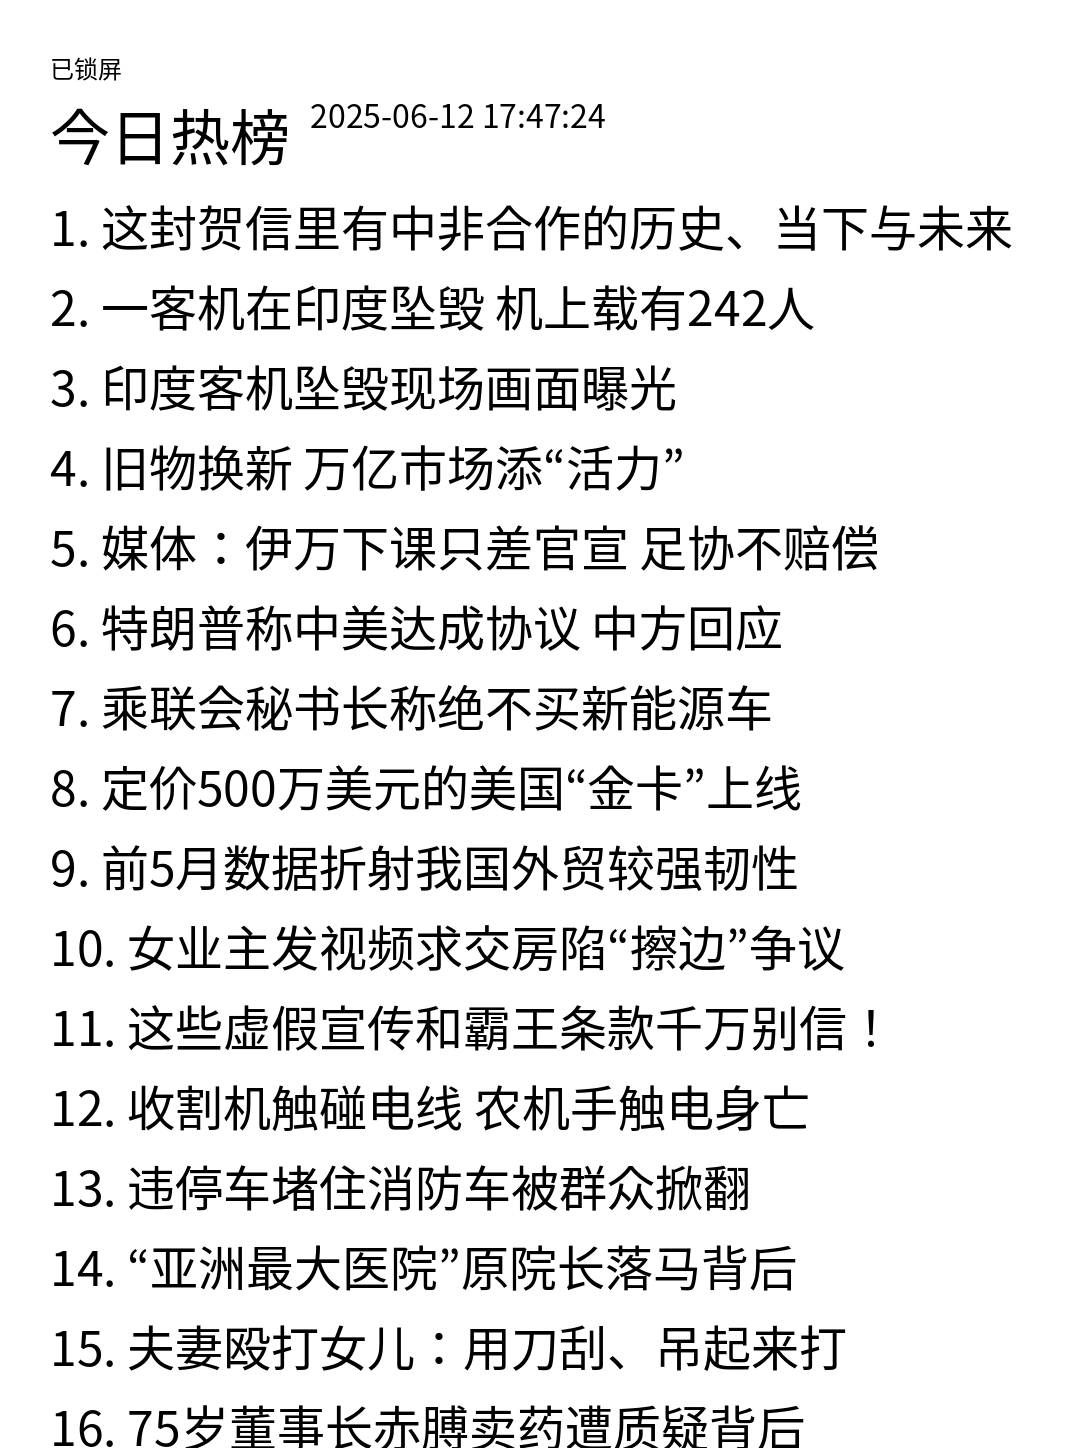 已锁屏
今日热榜 2025-06-12 17:47:24
1. 这封贺信里有中非合作的历史、当下与未来
2. 一客机在印度坠毁 机上载有242人
3. 印度客机坠毁现场画面曝光
4. 旧物换新 万亿市场添“活力”
5. 媒体：伊万下课只差官宣 足协不赔偿
6. 特朗普称中美达成协议 中方回应
7. 乘联会秘书长称绝不买新能源车
8. 定价500万美元的美国“金卡”上线
9. 前5月数据折射我国外贸较强韧性
10. 女业主发视频求交房陷“擦边”争议
11. 这些虚假宣传和霸王条款千万别信！
12. 收割机触碰电线 农机手触电身亡
13. 违停车堵住消防车被群众掀翻
14. “亚洲最大医院”原院长落马背后
15. 夫妻殴打女儿：用刀刮、吊起来打
16. 75岁董事长赤膊卖药遭质疑背后